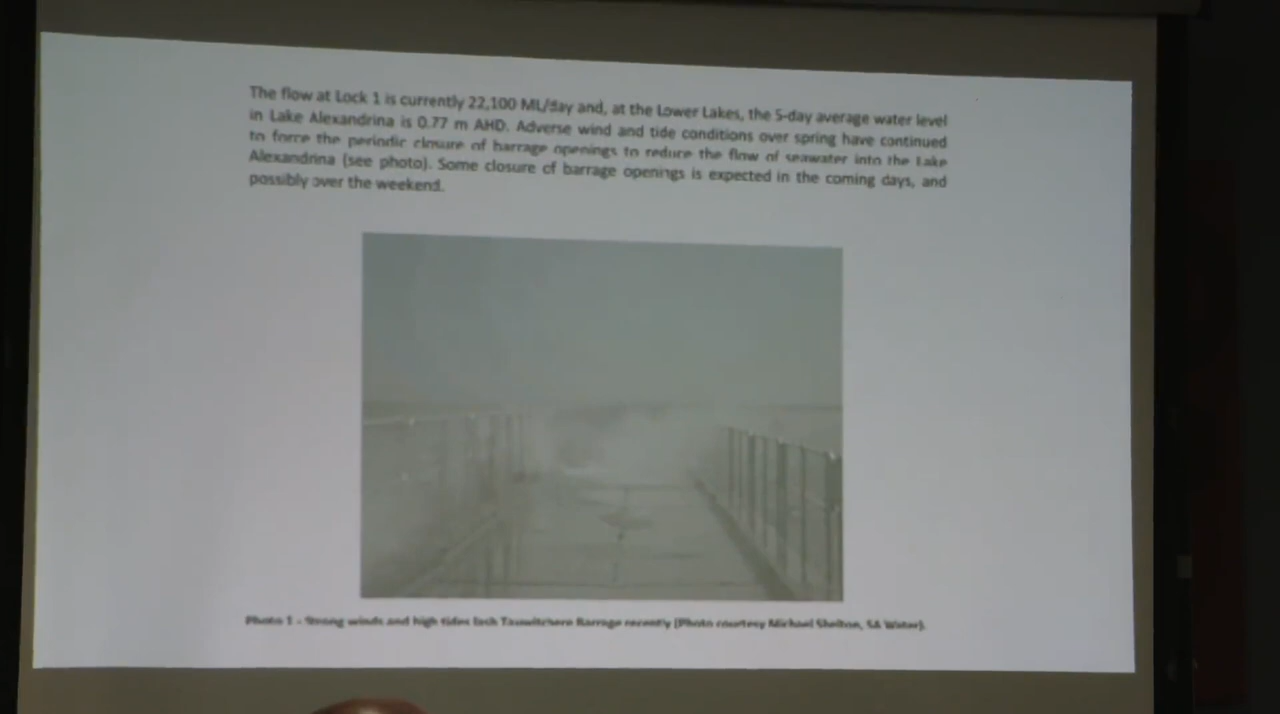 The flow at Lock 1 is currently 22,100 ML/day and, at the Lower Lakes, the 5-day average water level
in Lake Alexandrina is 0.77 m AHD. Adverse wind and tide conditions over spring have continued
to force the periodic closure of barrage openings to reduce the flow of seawater into the Lake
Alexandrina (see photo). Some closure of barrage openings is expected in the coming days, and
possibly over the weekend.
Photo 1 - Strong winds and high tides lash Tauwitchere Barrage recently (Photo courtesy Michael Shelton, SA Water).